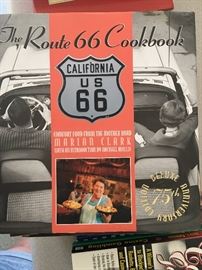 The Route 66 Cookbook
CALIFORNIA
US
66
COMFORT FOOD FROM THE MOTHER ROAD
MARIAN CLARK
WITH AN INTRODUCTION BY MICHAEL WALLIS
DELUXE 75th ANNIVERSARY EDITION